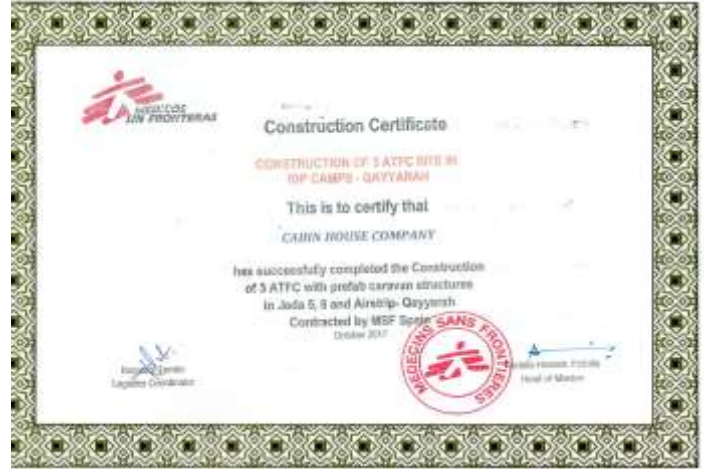 MEDICOS
SIN FRONTERAS
Construction Certificate
CONSTRUCTION OF 3 ATFC SITE IN
IDP CAMPS - QAYYARAH
This is to certify that
CABIN HOUSE COMPANY
has successfully completed the Construction
of 3 ATFC with prefab caravan structures
in Jada 5, 6 and Airstrip- Qayyarah
Contracted by MSF Spain
October 2017
MEDECINS SANS FRONTIERES
Logistics Coordinator
Head of Mission